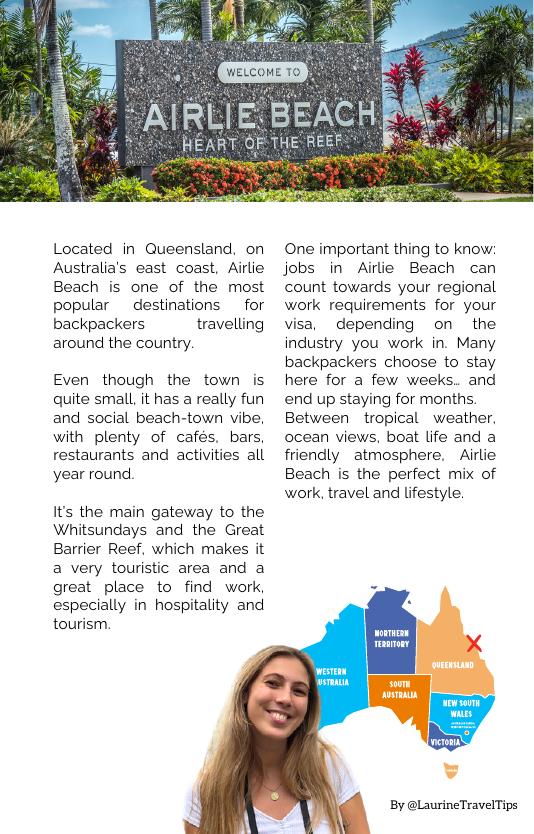 WELCOME TO
AIRLIE BEACH
HEART OF THE REEF
Located in Queensland, on
Australia's east coast, Airlie
Beach is one of the most
popular destinations for
backpackers travelling
around the country.
Even though the town is
quite small, it has a really fun
and social beach-town vibe,
with plenty of cafés, bars,
restaurants and activities all
year round.
It's the main gateway to the
Whitsundays and the Great
Barrier Reef, which makes it
a very touristic area and a
great place to find work,
especially in hospitality and
tourism.
One important thing to know:
jobs in Airlie Beach can
count towards your regional
work requirements for your
visa, depending on the
industry you work in. Many
backpackers choose to stay
here for a few weeks… and
end up staying for months.
Between tropical weather,
ocean views, boat life and a
friendly atmosphere, Airlie
Beach is the perfect mix of
work, travel and lifestyle.
NORTHERN
TERRITORY
QUEENSLAND
WESTERN
USTRALIA
SOUTH
AUSTRALIA
NEW SOUTH
WALES
VICTORIA
By @LaurineTravelTips